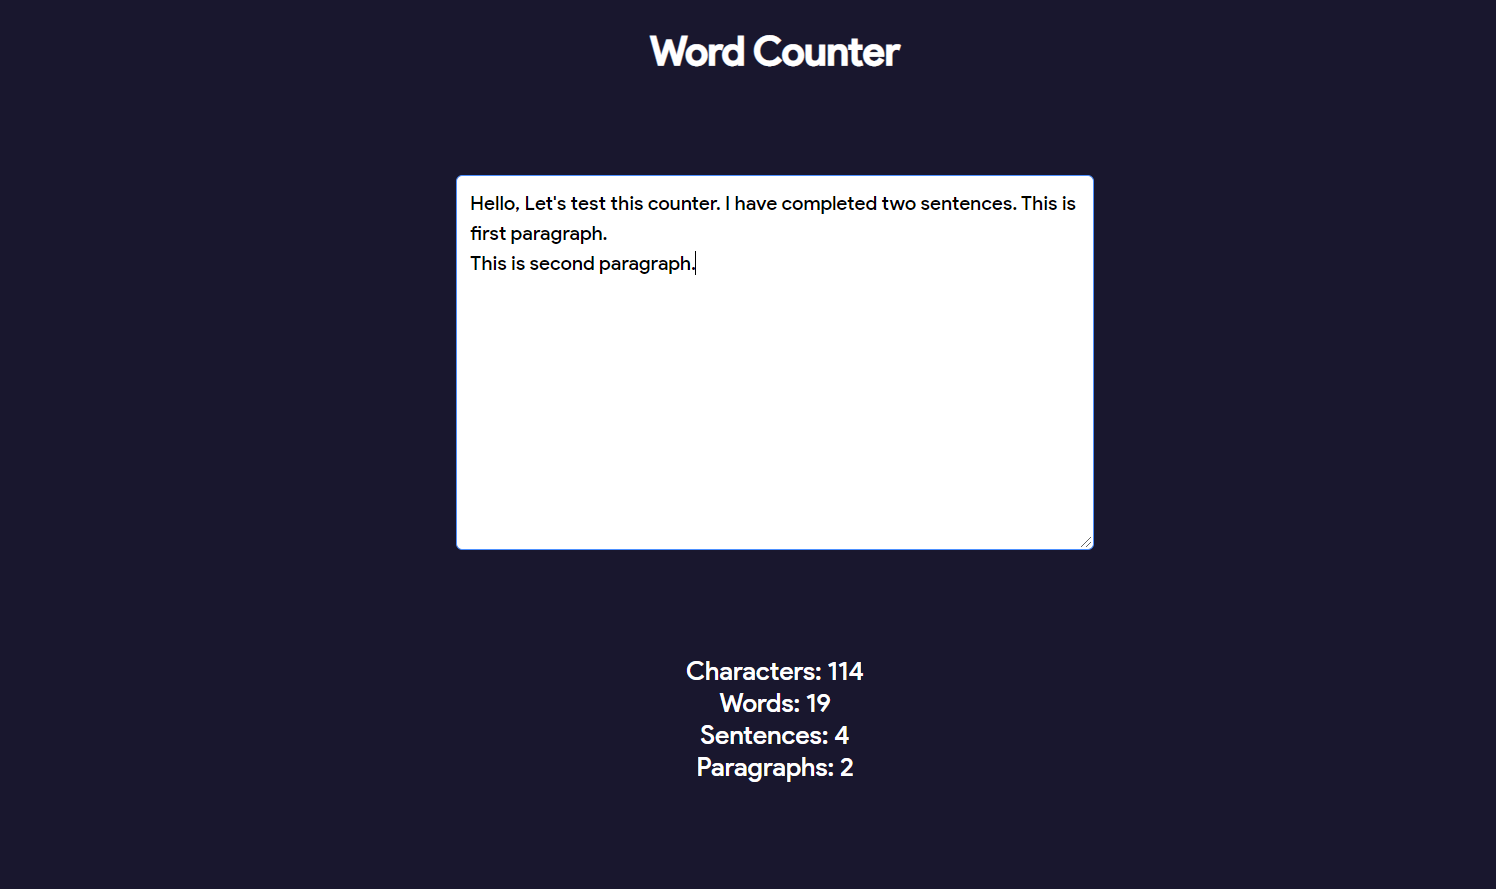 Word Counter
Hello, Let's test this counter. I have completed two sentences. This is
first paragraph.
This is second paragraph.
Characters: 114
Words: 19
Sentences: 4
Paragraphs: 2